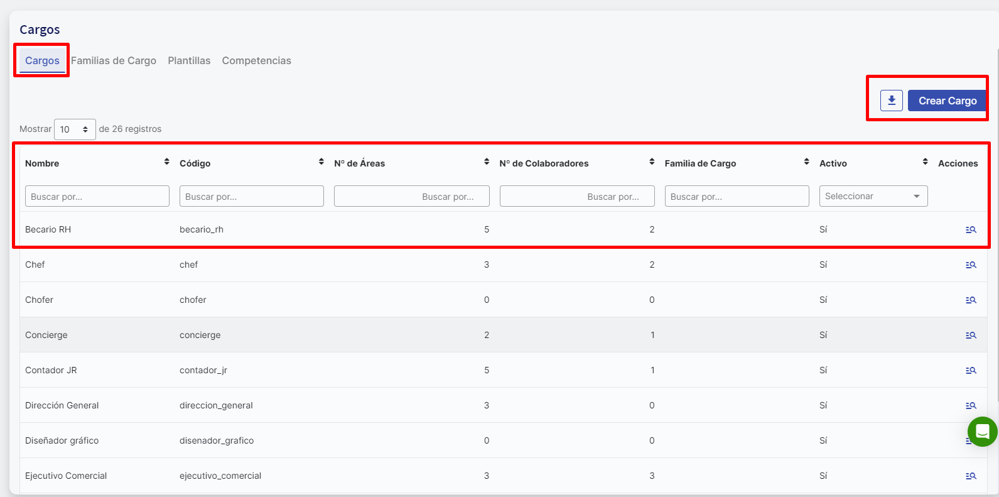 Cargos
Cargos Familias de Cargo Plantillas Competencias
Crear Cargo
Mostrar 10 de 26 registros
Nombre Código Nº de Áreas Nº de Colaboradores Familia de Cargo Activo Acciones
Buscar por... Buscar por... Buscar por... Buscar por... Buscar por... Seleccionar
Becario RH becario_rh 5 2 Sí
Chef chef 3 2 Sí
Chofer chofer 0 0 Sí
Concierge concierge 2 1 Sí
Contador JR contador_jr 5 1 Sí
Dirección General direccion_general 3 0 Sí
Diseñador gráfico disenador_grafico 0 0 Sí
Ejecutivo Comercial ejecutivo_comercial 3 3 Sí